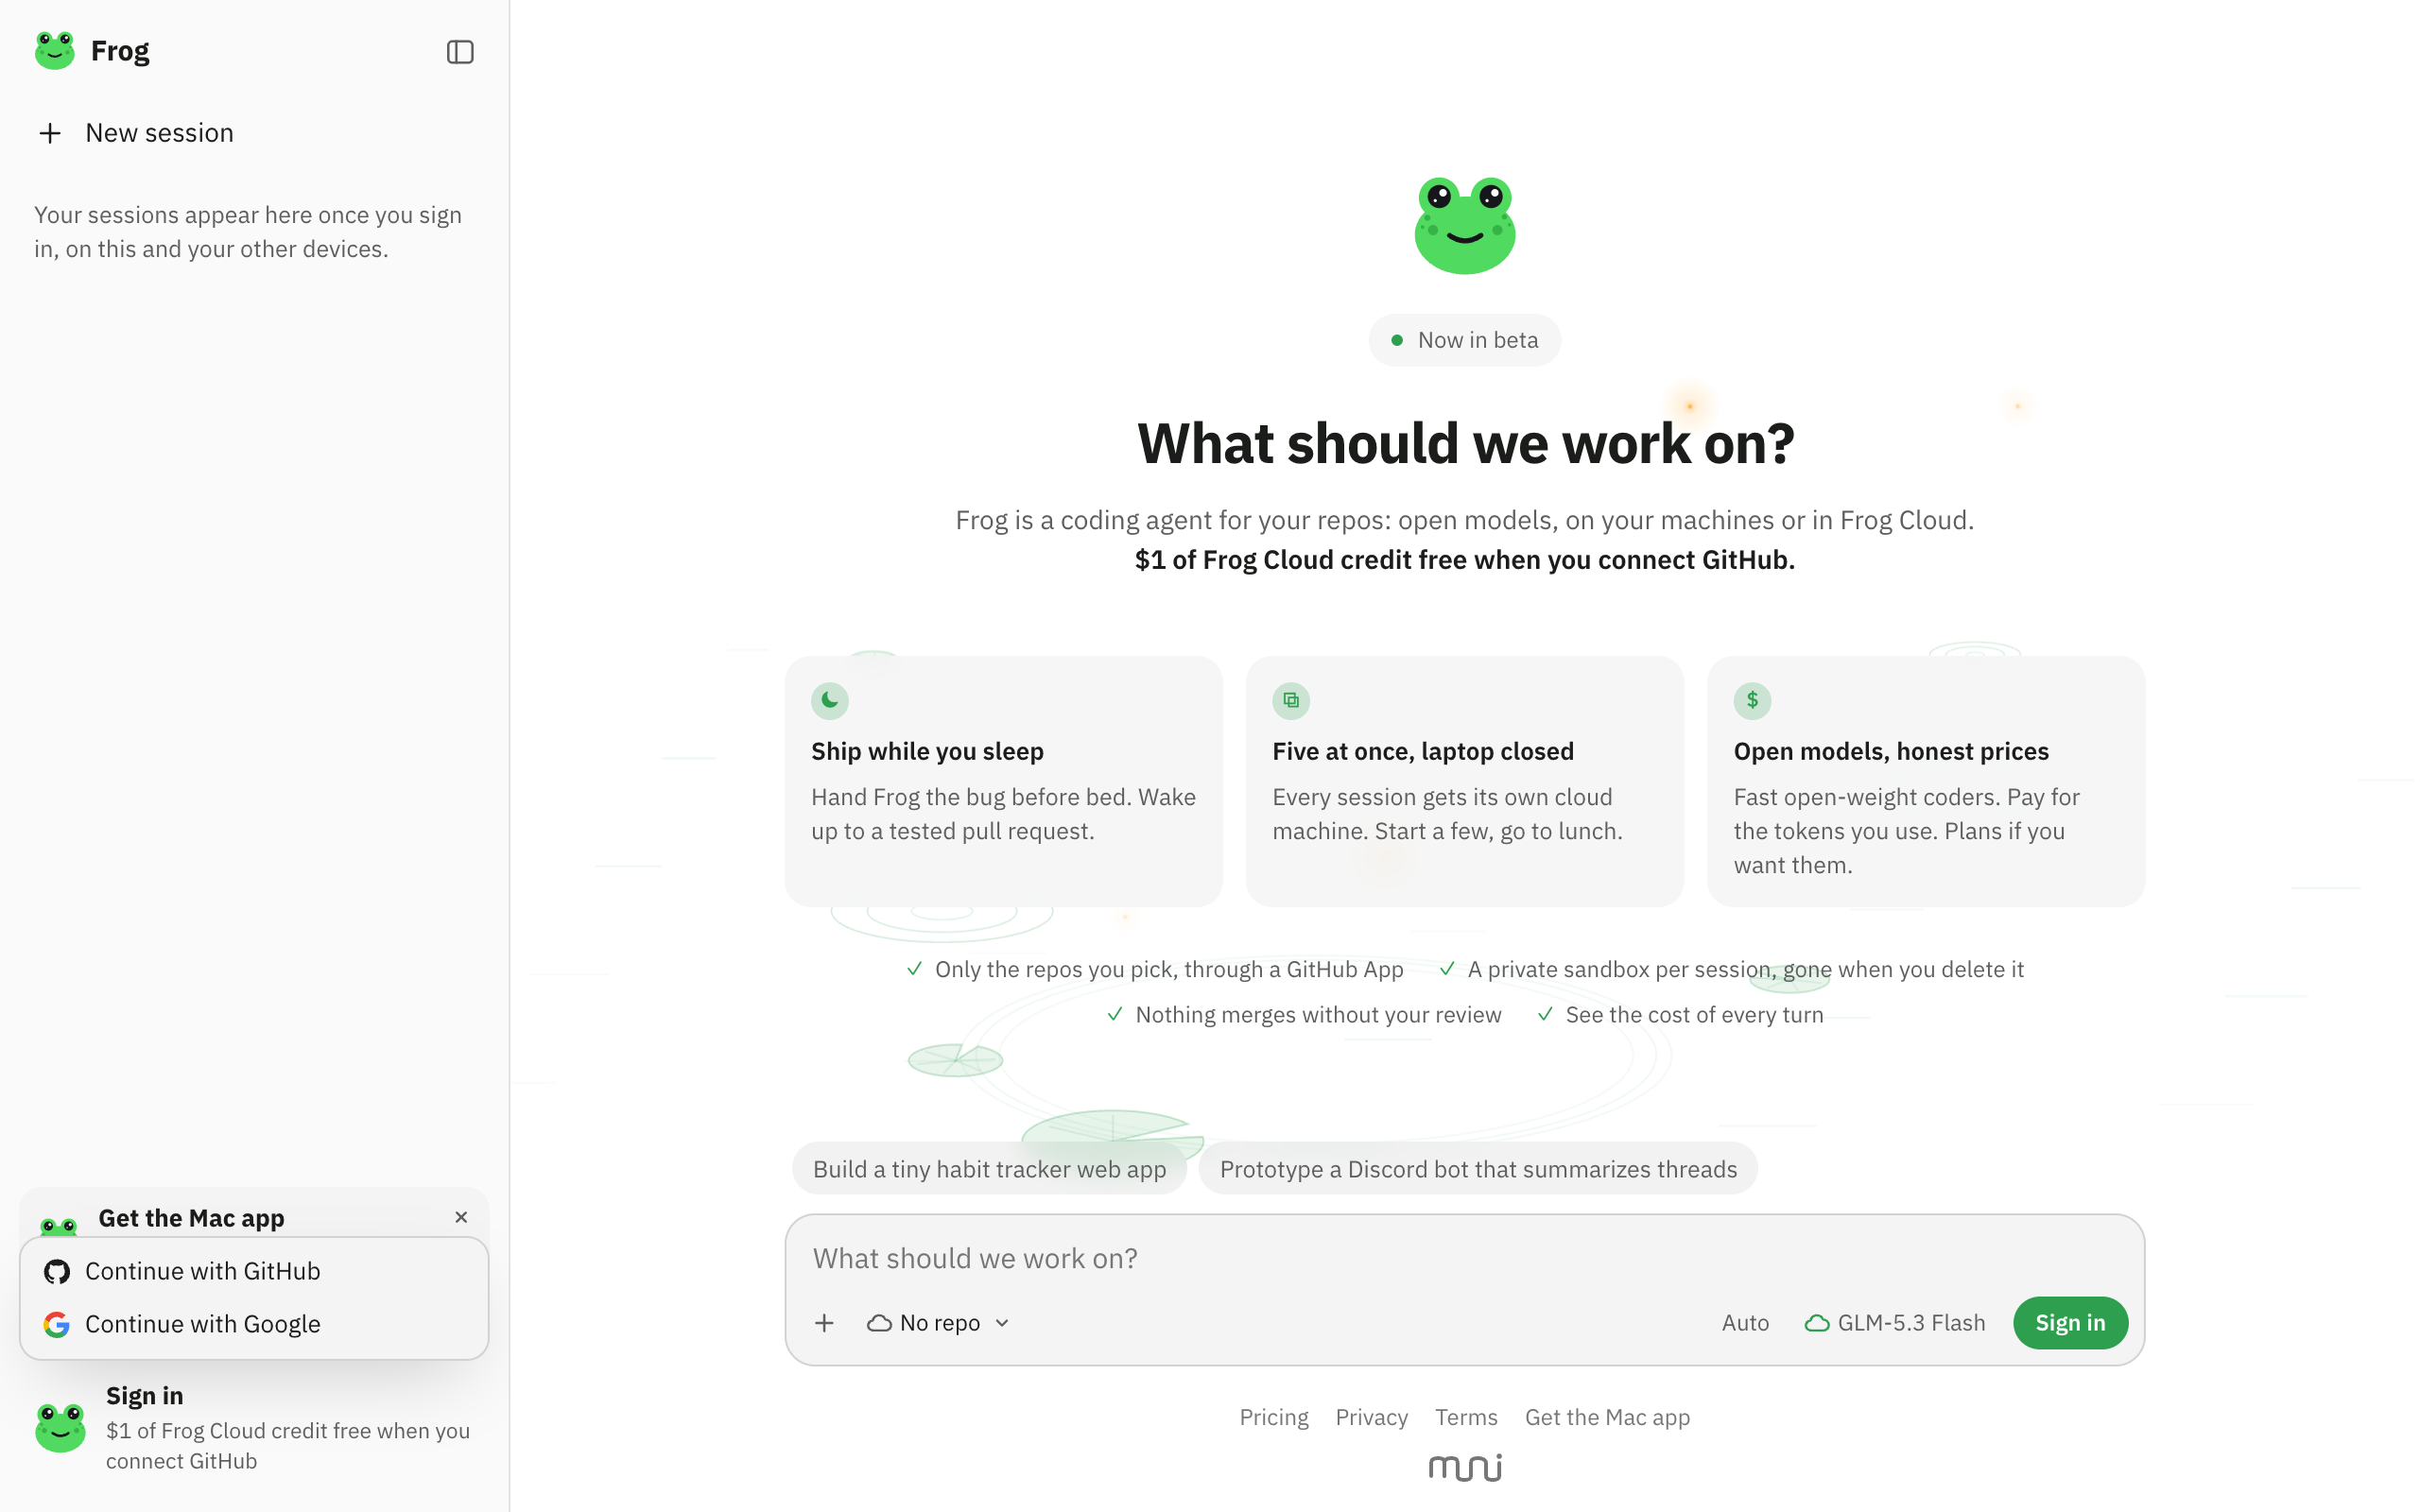 Frog
New session
Your sessions appear here once you sign
in, on this and your other devices.
Get the Mac app
Continue with GitHub
Continue with Google
Sign in
$1 of Frog Cloud credit free when you
connect GitHub
Now in beta
What should we work on?
Frog is a coding agent for your repos: open models, on your machines or in Frog Cloud.
$1 of Frog Cloud credit free when you connect GitHub.
Ship while you sleep
Hand Frog the bug before bed. Wake
up to a tested pull request.
Five at once, laptop closed
Every session gets its own cloud
machine. Start a few, go to lunch.
$
Open models, honest prices
Fast open-weight coders. Pay for
the tokens you use. Plans if you
want them.
Only the repos you pick, through a GitHub App
A private sandbox per session, gone when you delete it
Nothing merges without your review
See the cost of every turn
Build a tiny habit tracker web app
Prototype a Discord bot that summarizes threads
What should we work on?
No repo
Auto
GLM-5.3 Flash
Sign in
Pricing
Privacy
Terms
Get the Mac app